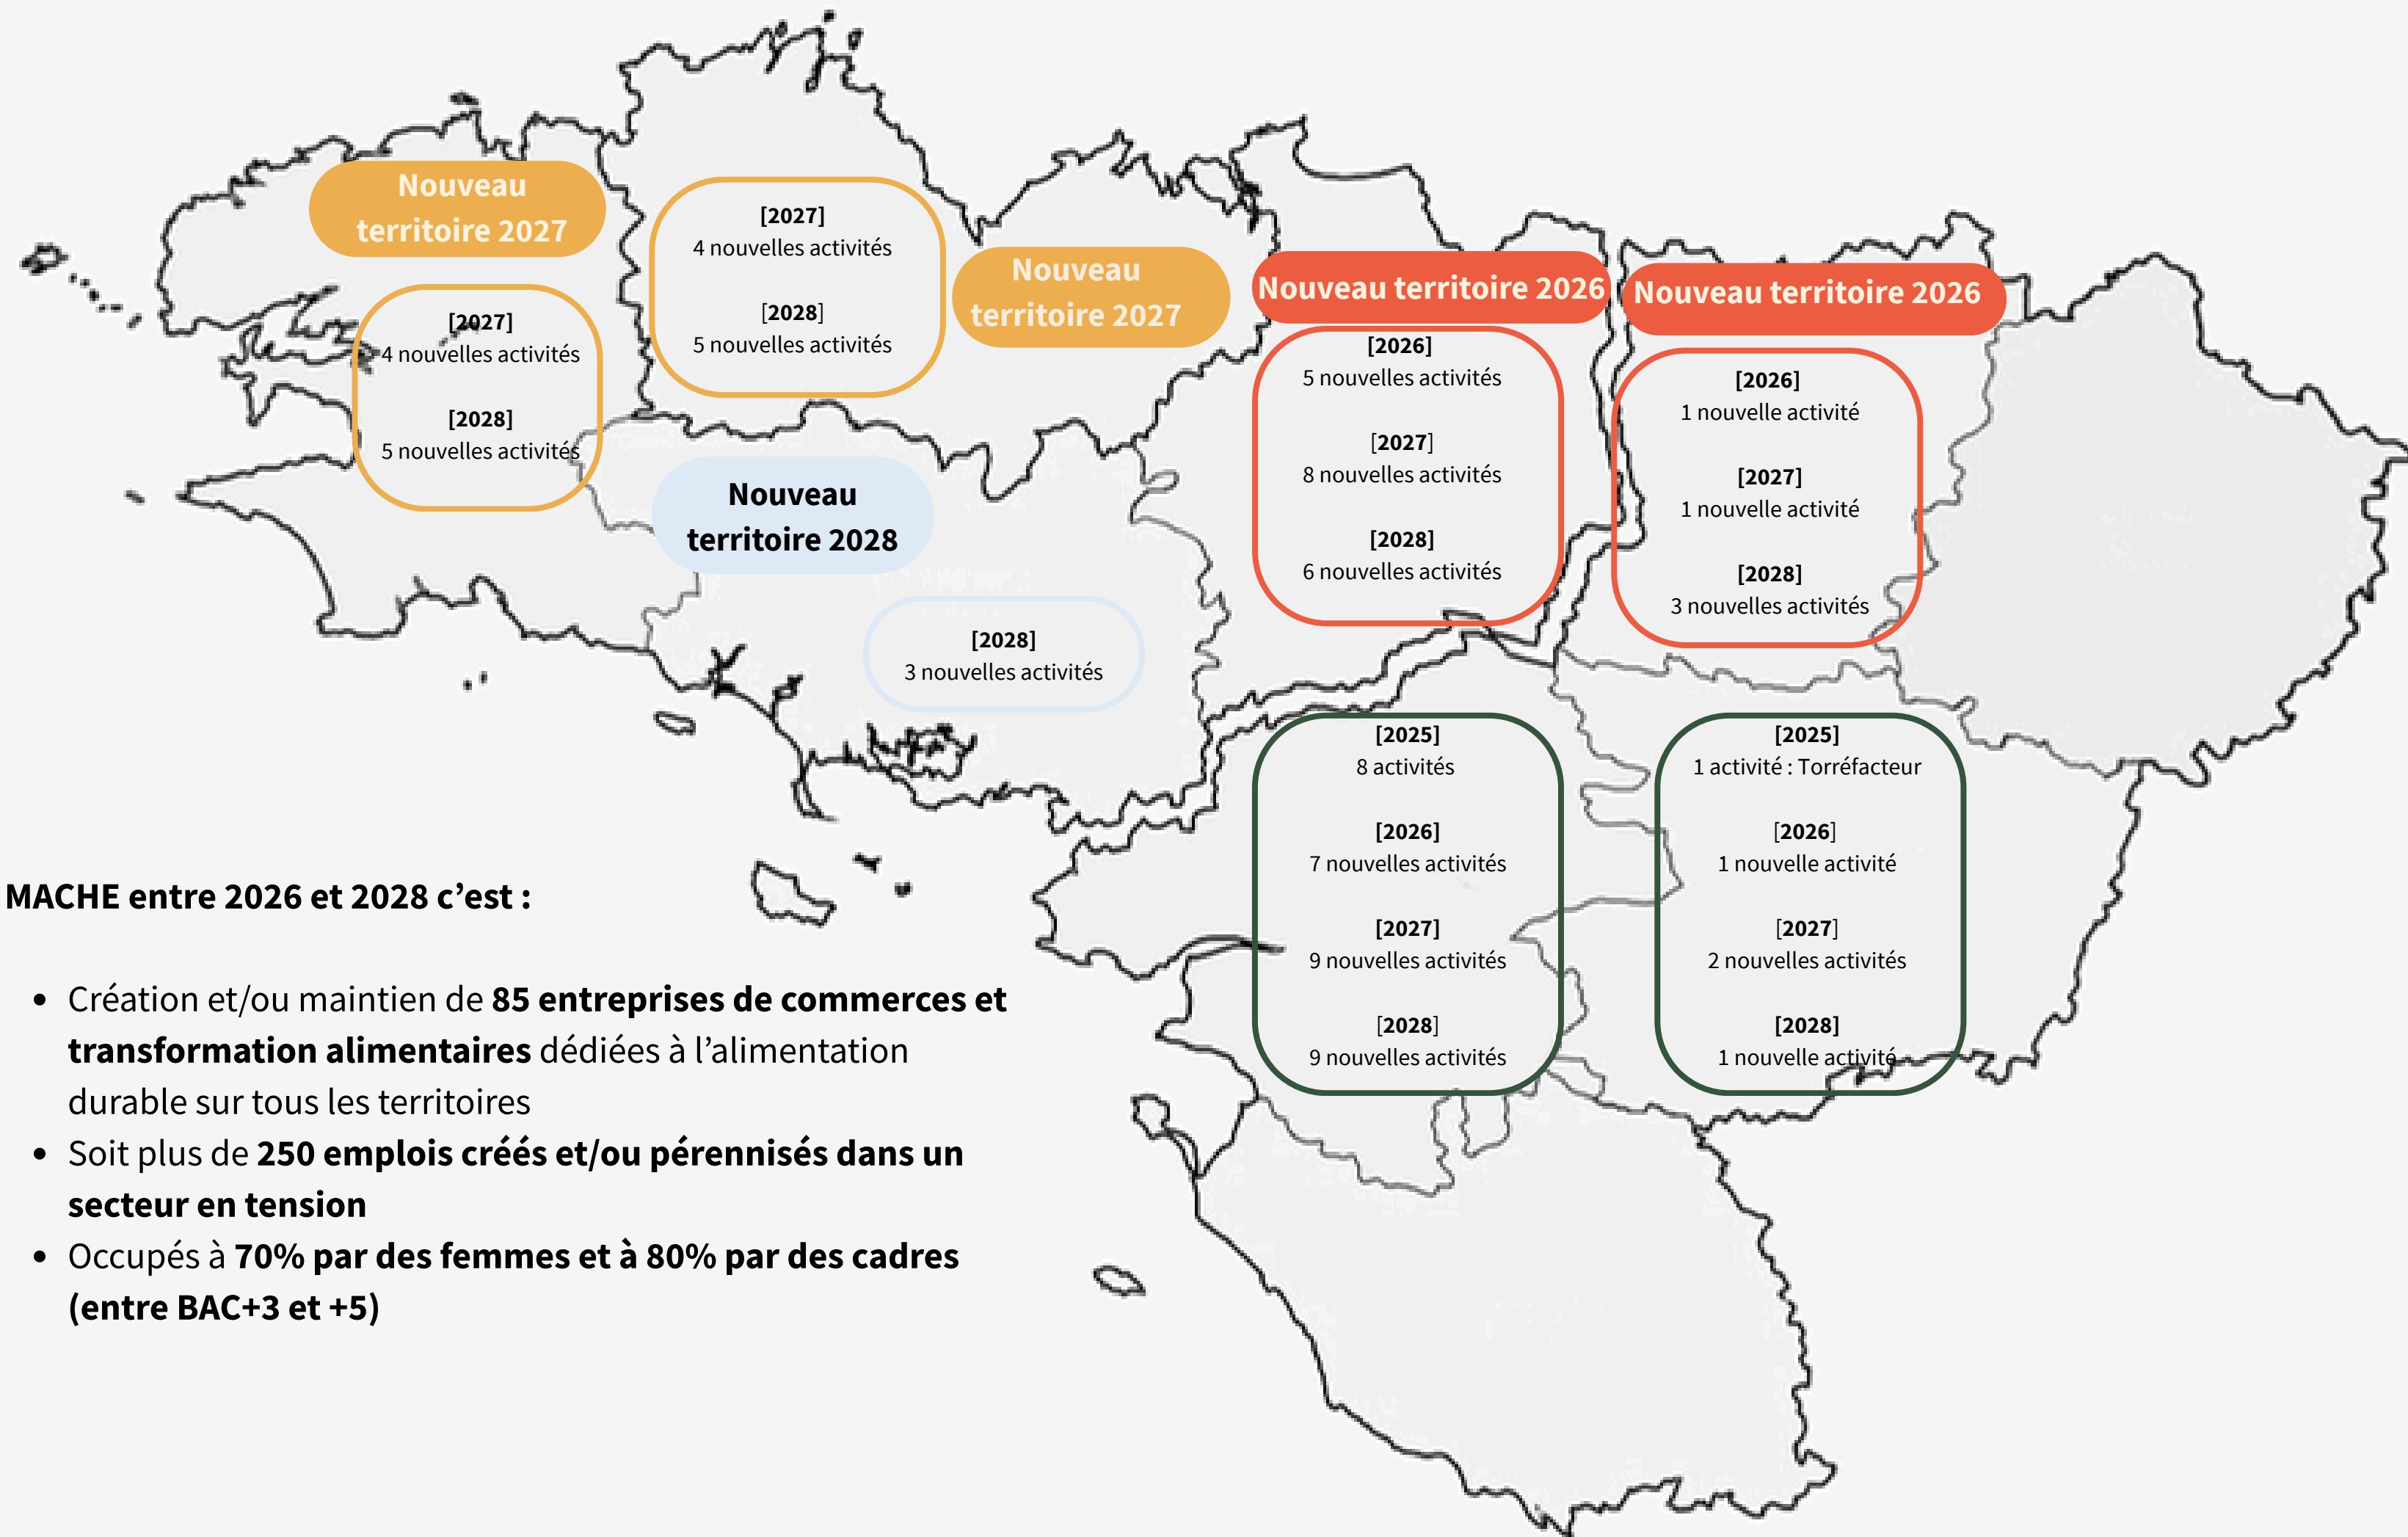 Nouveau
territoire 2027
[2027]
4 nouvelles activités
[2028]
5 nouvelles activités
[2027]
4 nouvelles activités
[2028]
5 nouvelles activités
Nouveau
territoire 2027
Nouveau territoire 2026
[2026]
5 nouvelles activités
[2027]
8 nouvelles activités
[2028]
6 nouvelles activités
Nouveau territoire 2026
[2026]
1 nouvelle activité
[2027]
1 nouvelle activité
[2028]
3 nouvelles activités
Nouveau
territoire 2028
[2028]
3 nouvelles activités
[2025]
8 activités
[2026]
7 nouvelles activités
[2027]
9 nouvelles activités
[2028]
9 nouvelles activités
[2025]
1 activité : Torréfacteur
[2026]
1 nouvelle activité
[2027]
2 nouvelles activités
[2028]
1 nouvelle activité
MACHE entre 2026 et 2028 c’est :
• Création et/ou maintien de 85 entreprises de commerces et
transformation alimentaires dédiées à l’alimentation
durable sur tous les territoires
• Soit plus de 250 emplois créés et/ou pérennisés dans un
secteur en tension
• Occupés à 70% par des femmes et à 80% par des cadres
(entre BAC+3 et +5)